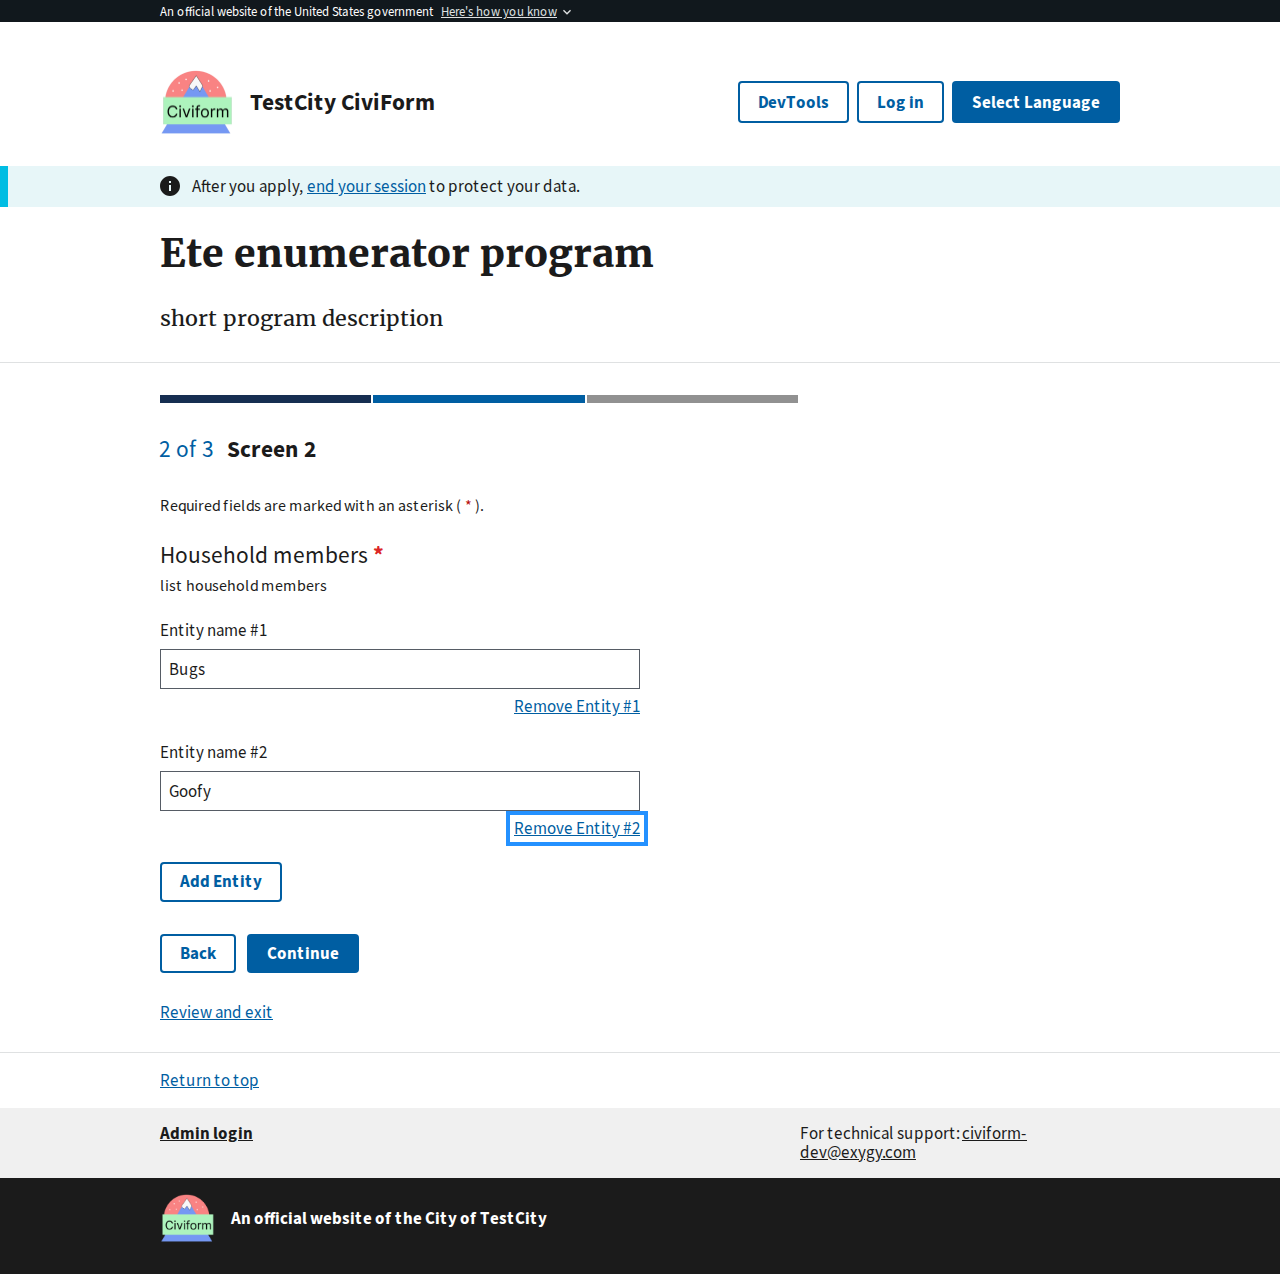 An official website of the United States government Here's how you know
Civiform
TestCity CiviForm
DevTools
Log in
Select Language
After you apply, end your session to protect your data.
Ete enumerator program
short program description
2 of 3 Screen 2
Required fields are marked with an asterisk ( * ).
Household members *
list household members
Entity name #1
Bugs
Remove Entity #1
Entity name #2
Goofy
Remove Entity #2
Add Entity
Back
Continue
Review and exit
Return to top
Admin login
For technical support: civiform-
dev@exygy.com
Civiform
An official website of the City of TestCity